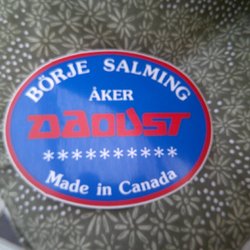 BÖRJE SALMING
ÅKER
DAOUST
**********
Made in Canada